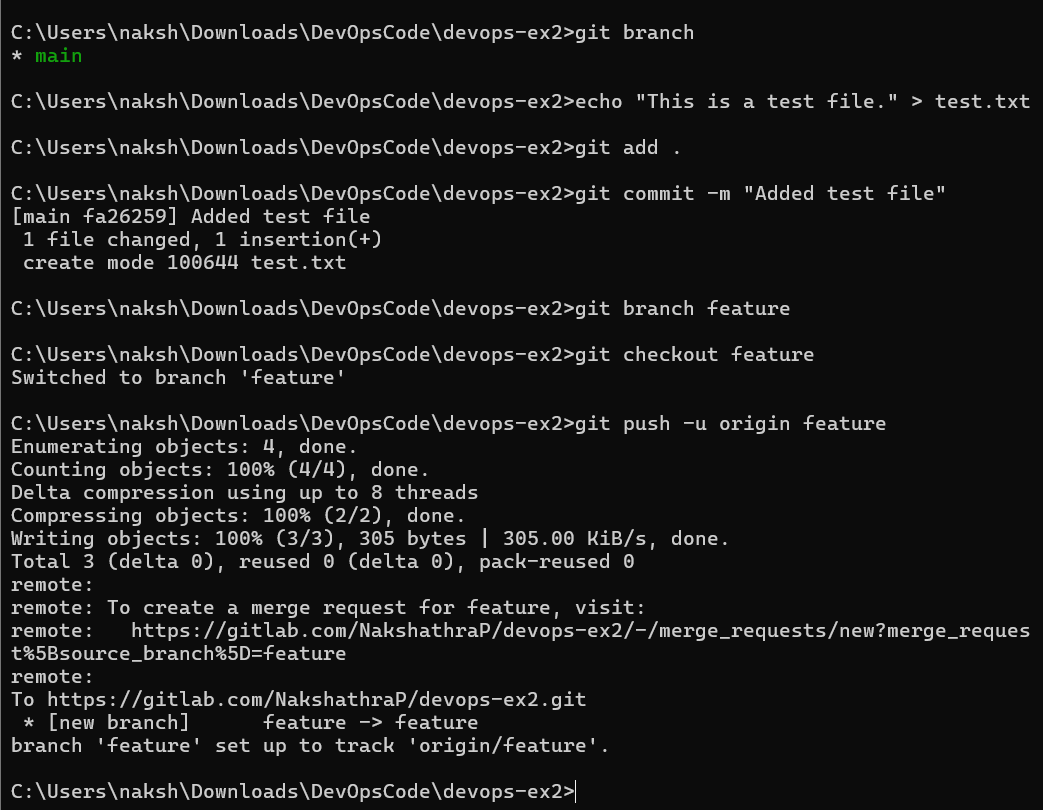 C:\Users\naksh\Downloads\DevOpsCode\devops-ex2>git branch
* main
C:\Users\naksh\Downloads\DevOpsCode\devops-ex2>echo "This is a test file." > test.txt
C:\Users\naksh\Downloads\DevOpsCode\devops-ex2>git add .
C:\Users\naksh\Downloads\DevOpsCode\devops-ex2>git commit -m "Added test file"
[main fa26259] Added test file
 1 file changed, 1 insertion(+)
 create mode 100644 test.txt
C:\Users\naksh\Downloads\DevOpsCode\devops-ex2>git branch feature
C:\Users\naksh\Downloads\DevOpsCode\devops-ex2>git checkout feature
Switched to branch 'feature'
C:\Users\naksh\Downloads\DevOpsCode\devops-ex2>git push -u origin feature
Enumerating objects: 4, done.
Counting objects: 100% (4/4), done.
Delta compression using up to 8 threads
Compressing objects: 100% (2/2), done.
Writing objects: 100% (3/3), 305 bytes | 305.00 KiB/s, done.
Total 3 (delta 0), reused 0 (delta 0), pack-reused 0
remote:
remote: To create a merge request for feature, visit:
remote:   https://gitlab.com/NakshathraP/devops-ex2/-/merge_requests/new?merge_reques
t%5Bsource_branch%5D=feature
remote:
To https://gitlab.com/NakshathraP/devops-ex2.git
 * [new branch]      feature -> feature
branch 'feature' set up to track 'origin/feature'.
C:\Users\naksh\Downloads\DevOpsCode\devops-ex2>